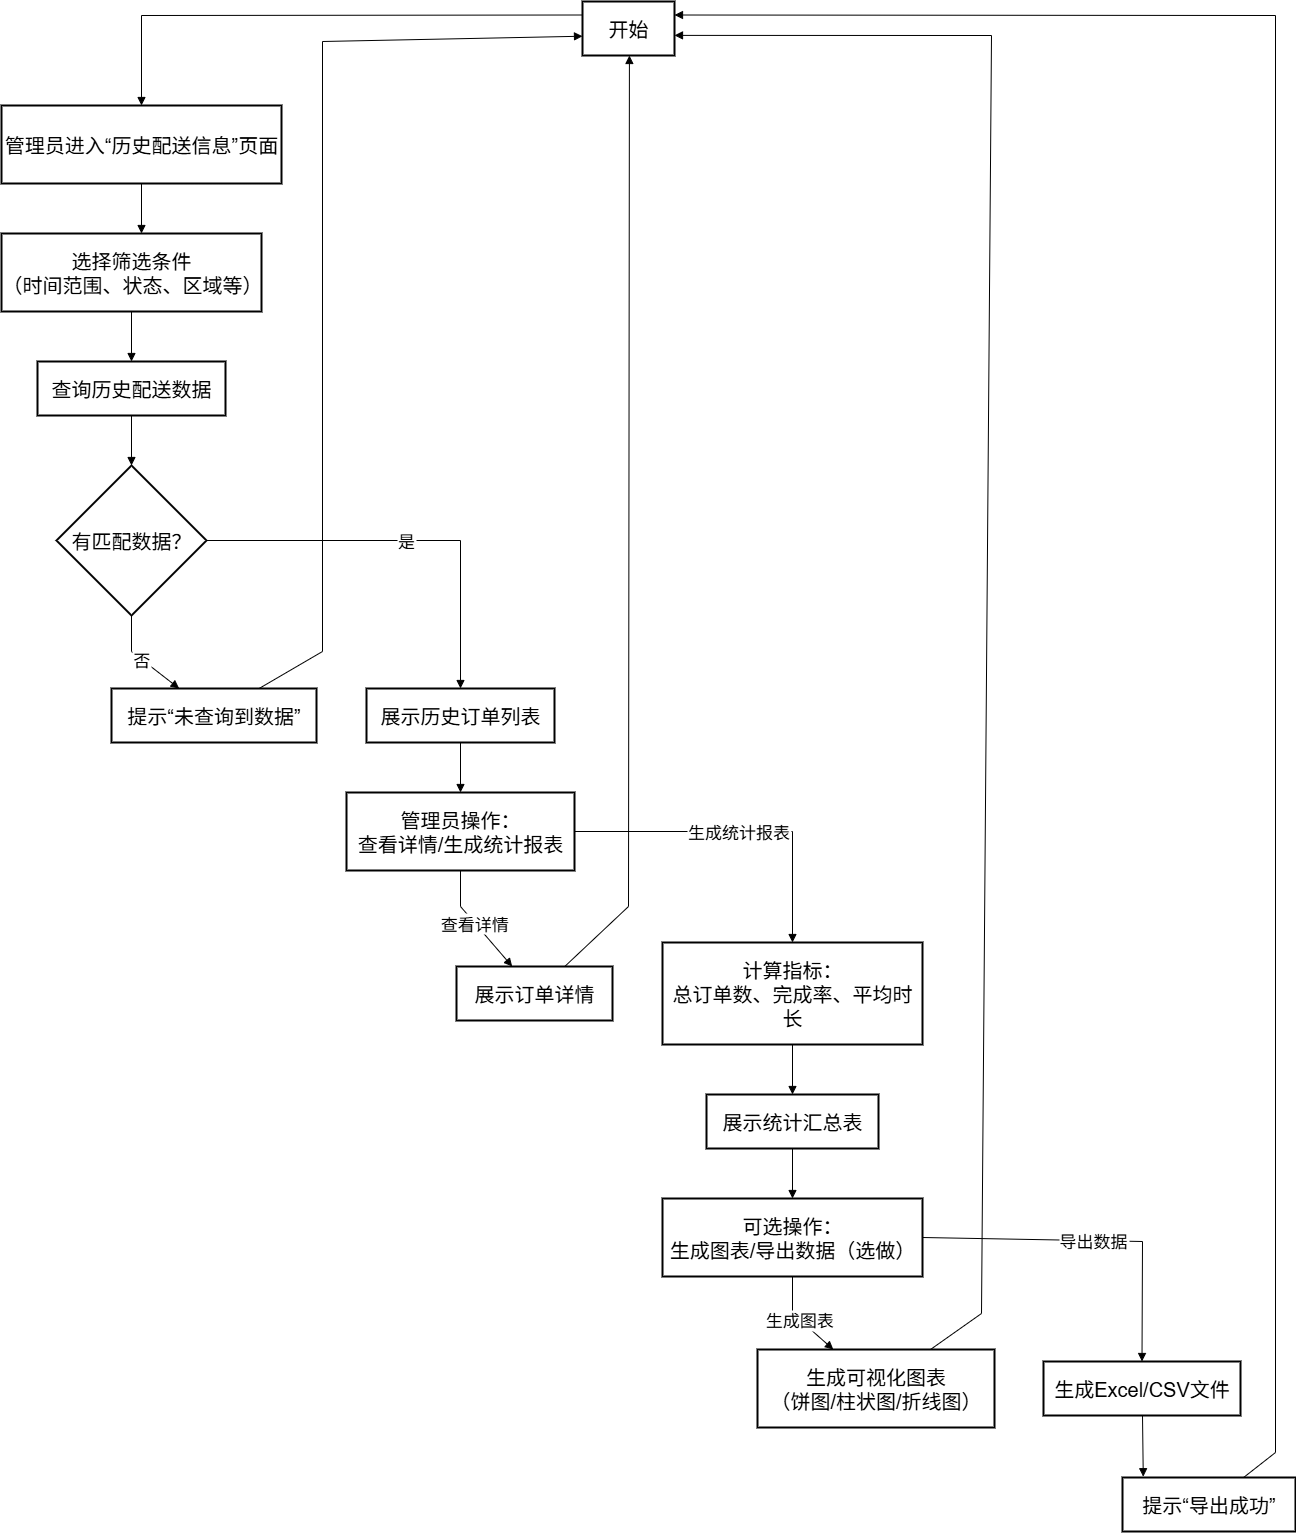 开始
管理员进入“历史配送信息”页面
选择筛选条件
（时间范围、状态、区域等）
查询历史配送数据
有匹配数据？
是
否
提示“未查询到数据”
展示历史订单列表
管理员操作：
查看详情/生成统计报表
生成统计报表
查看详情
展示订单详情
计算指标：
总订单数、完成率、平均时
长
展示统计汇总表
可选操作：
生成图表/导出数据（选做）
导出数据
生成图表
生成可视化图表
（饼图/柱状图/折线图）
生成Excel/CSV文件
提示“导出成功”